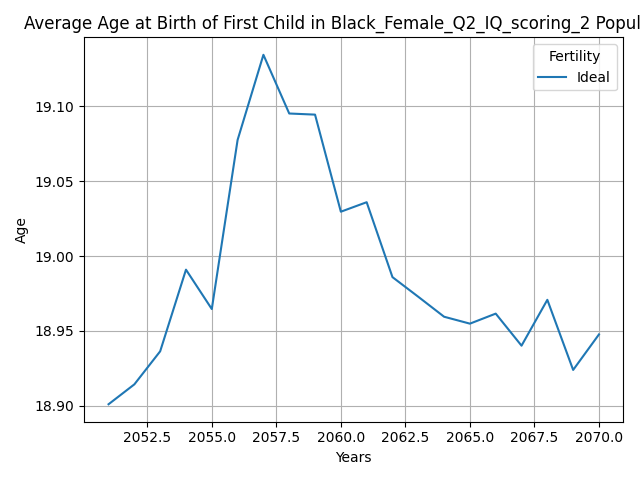 Average Age at Birth of First Child in Black_Female_Q2_IQ_scoring_2 Popul
Fertility
Ideal
19.10
19.05
19.00
18.95
18.90
Age
2052.5 2055.0 2057.5 2060.0 2062.5 2065.0 2067.5 2070.0
Years